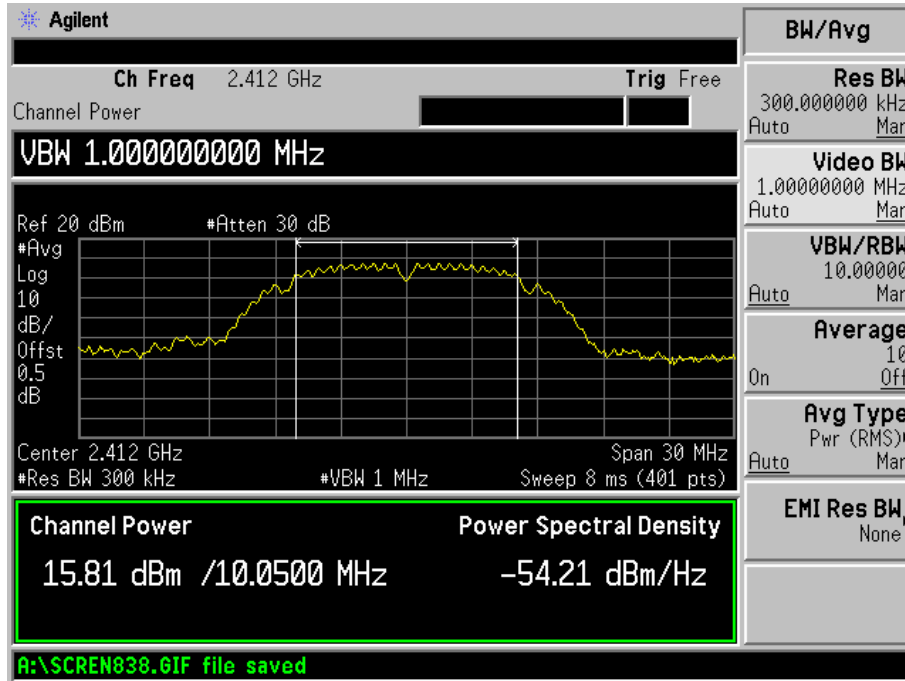 Agilent
BW/Avg
Ch Freq 2.412 GHz Trig Free
Channel Power
VBW 1.000000000 MHz
Ref 20 dBm #Atten 30 dB
#Avg
Log
10
dB/
Offst
0.5
dB
Center 2.412 GHz Span 30 MHz
#Res BW 300 kHz #VBW 1 MHz Sweep 8 ms (401 pts)
Channel Power Power Spectral Density
15.81 dBm /10.0500 MHz -54.21 dBm/Hz
A:\SCREN838.GIF file saved
Res BW
300.000000 kHz
Auto Man
Video BW
1.00000000 MHz
Auto Man
VBW/RBW
10.00000
Auto Man
Average
10
On Off
Avg Type
Pwr (RMS)
Auto Man
EMI Res BW
None